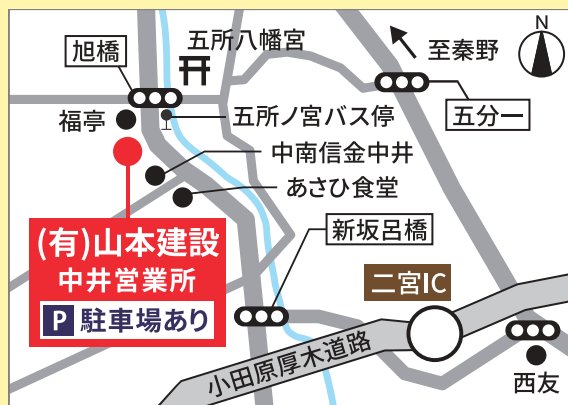 五所八幡宮
至秦野
N
旭橋
福亭
五所ノ宮バス停
五分一
中南信金中井
あさひ食堂
(有)山本建設
中井営業所
P 駐車場あり
新坂呂橋
二宮IC
小田原厚木道路
西友